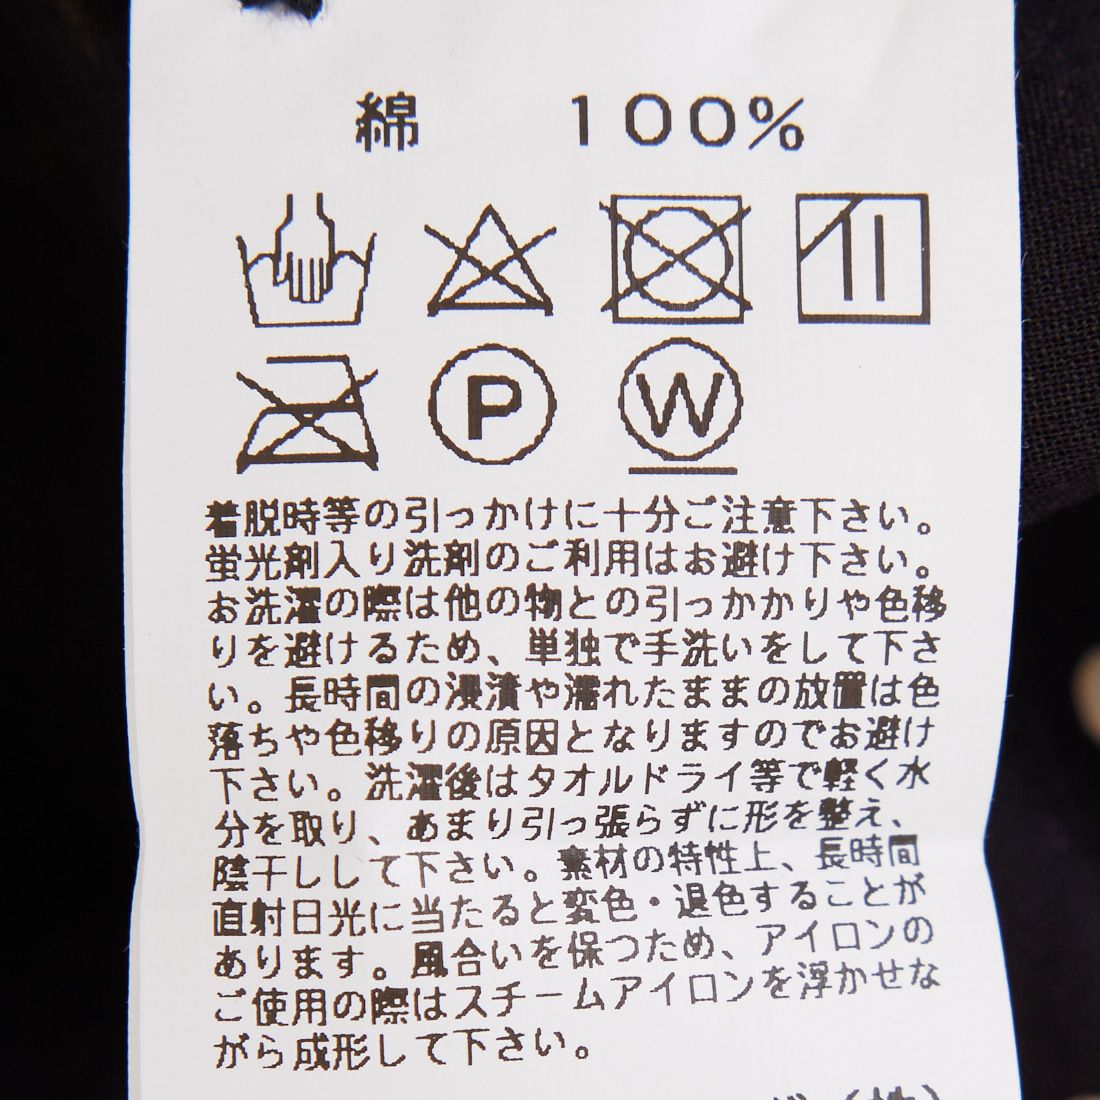 綿 100%
P W
着脱時等の引っかけに十分ご注意下さい。
蛍光剤入り洗剤のご利用はお避け下さい。
お洗濯の際は他の物との引っかかりや色移
りを避けるため、単独で手洗いをして下さ
い。長時間の浸漬や濡れたままの放置は色
落ちや色移りの原因となりますのでお避け
下さい。洗濯後はタオルドライ等で軽く水
分を取り、あまり引っ張らずに形を整え、
陰干しして下さい。素材の特性上、長時間
直射日光に当たると変色・退色することが
あります。風合いを保つため、アイロンの
ご使用の際はスチームアイロンを浮かせな
がら成形して下さい。